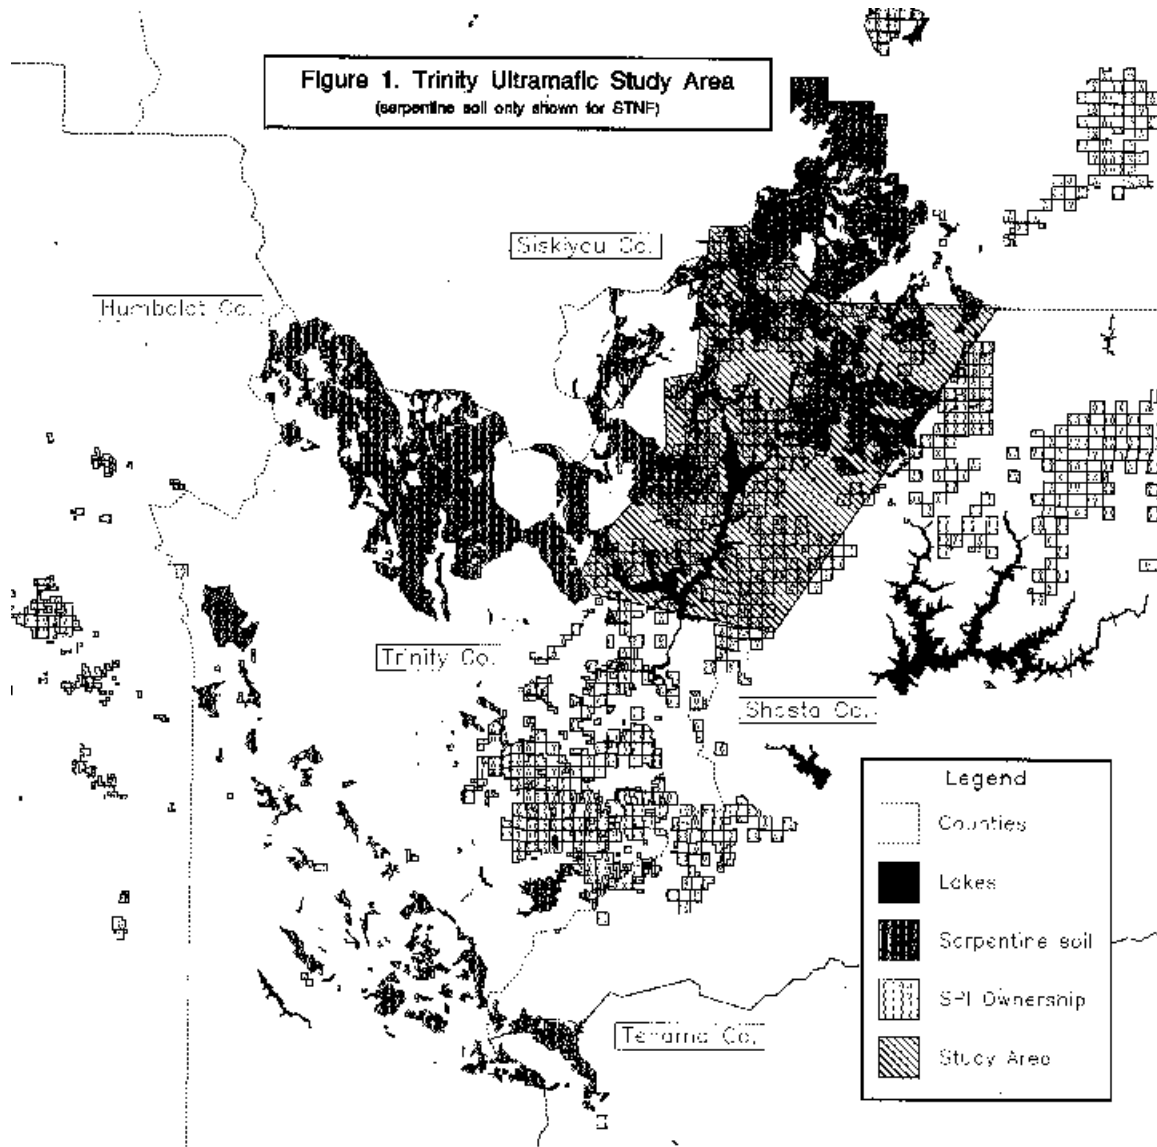 Figure 1. Trinity Ultramafic Study Area
(serpentine soil only shown for STNF)
Siskiyou Co.
Humbolat Co.
Trinity Co.
Shasta Co.
Tehama Co.
Legend
Counties
Lakes
Serpentine soil
SPI Ownership
Study Area